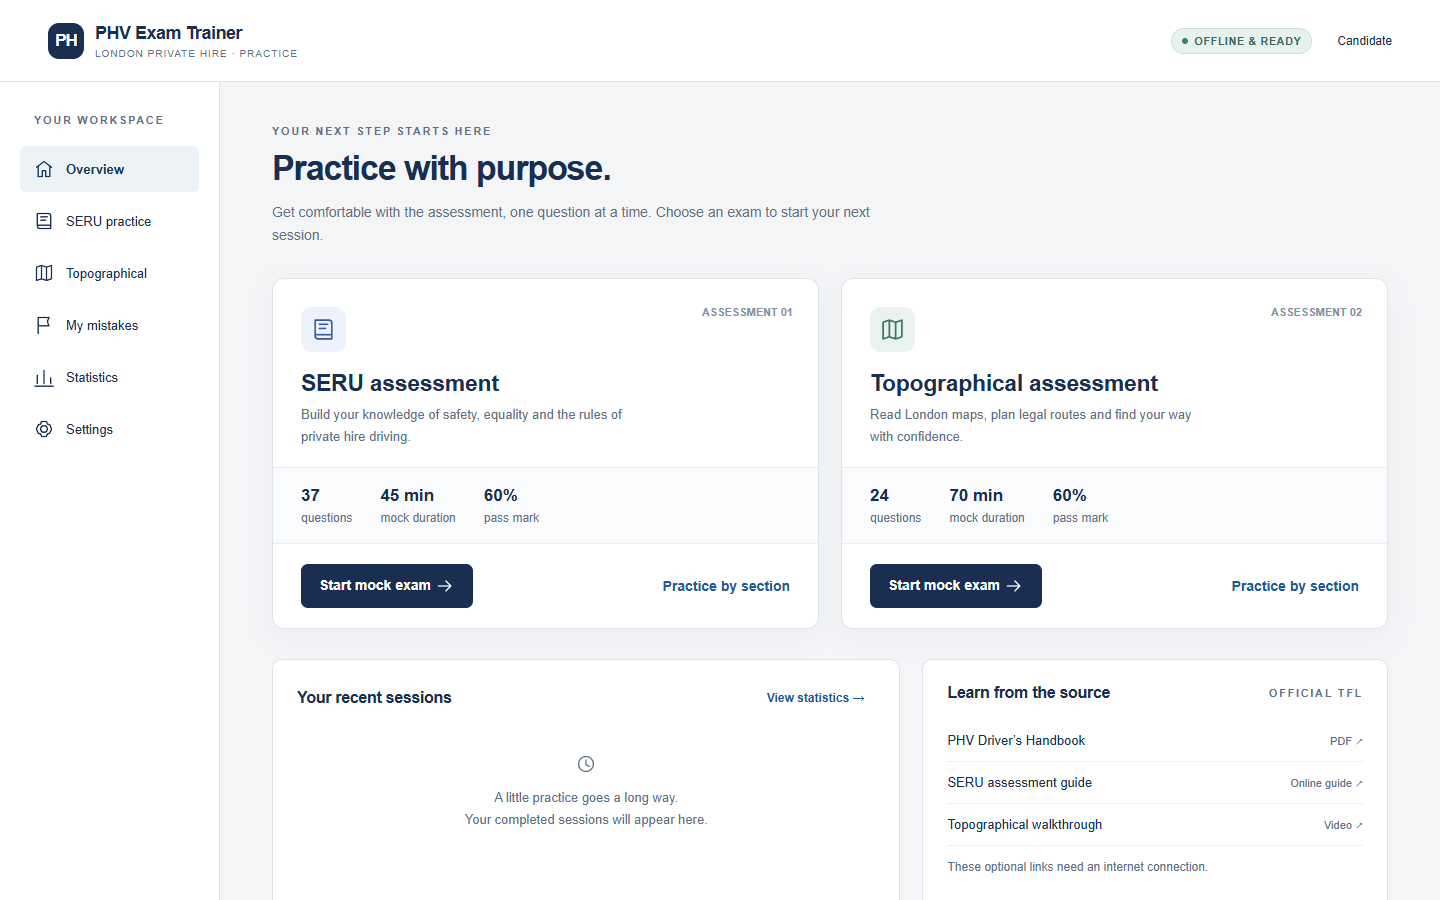 PH
PHV Exam Trainer
LONDON PRIVATE HIRE · PRACTICE
OFFLINE & READY
Candidate
YOUR WORKSPACE
Overview
SERU practice
Topographical
My mistakes
Statistics
Settings
YOUR NEXT STEP STARTS HERE
Practice with purpose.
Get comfortable with the assessment, one question at a time. Choose an exam to start your next
session.
ASSESSMENT 01
SERU assessment
Build your knowledge of safety, equality and the rules of
private hire driving.
37
questions
45 min
mock duration
60%
pass mark
Start mock exam →
Practice by section
ASSESSMENT 02
Topographical assessment
Read London maps, plan legal routes and find your way
with confidence.
24
questions
70 min
mock duration
60%
pass mark
Start mock exam →
Practice by section
Your recent sessions
View statistics →
A little practice goes a long way.
Your completed sessions will appear here.
Learn from the source
OFFICIAL TFL
PHV Driver’s Handbook
PDF ↗
SERU assessment guide
Online guide ↗
Topographical walkthrough
Video ↗
These optional links need an internet connection.